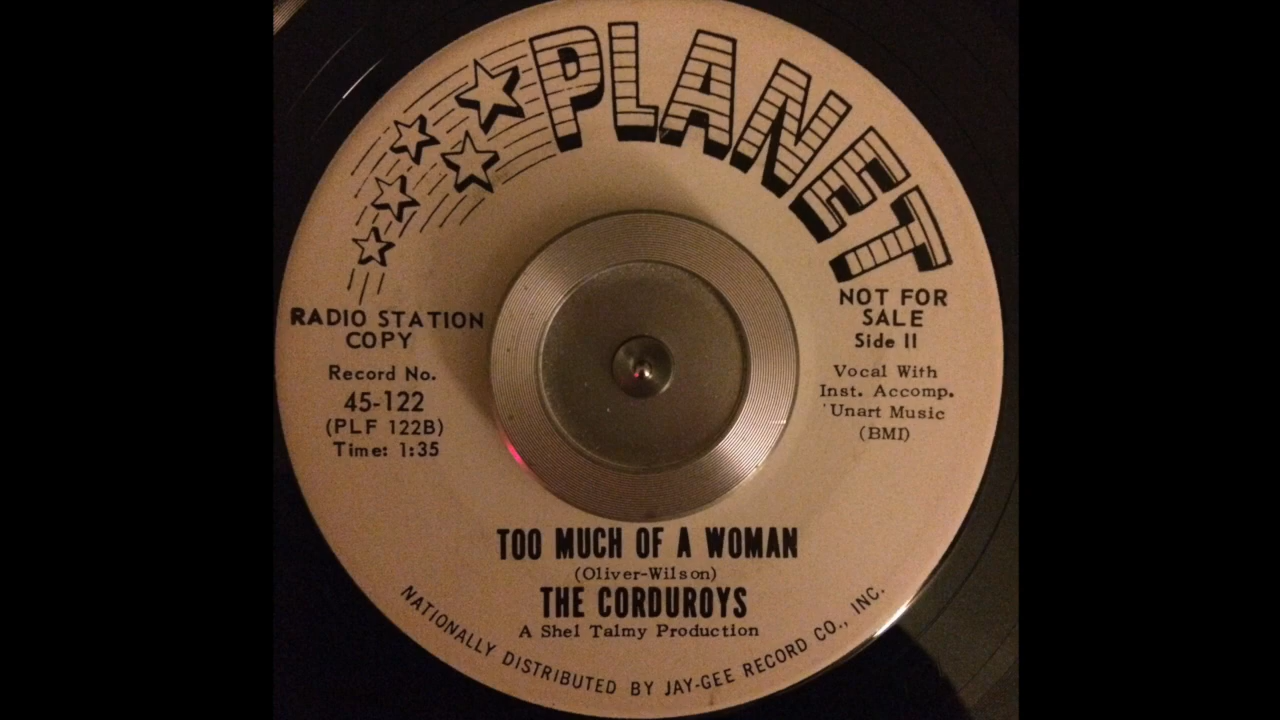 PLANET
RADIO STATION
COPY
Record No.
45-122
(PLF 122B)
Time: 1:35
NOT FOR
SALE
Side II
Vocal With
Inst. Accomp.
Unart Music
(BMI)
TOO MUCH OF A WOMAN
(Oliver-Wilson)
THE CORDUROYS
A Shel Talmy Production
NATIONALLY DISTRIBUTED BY JAY-GEE RECORD CO., INC.